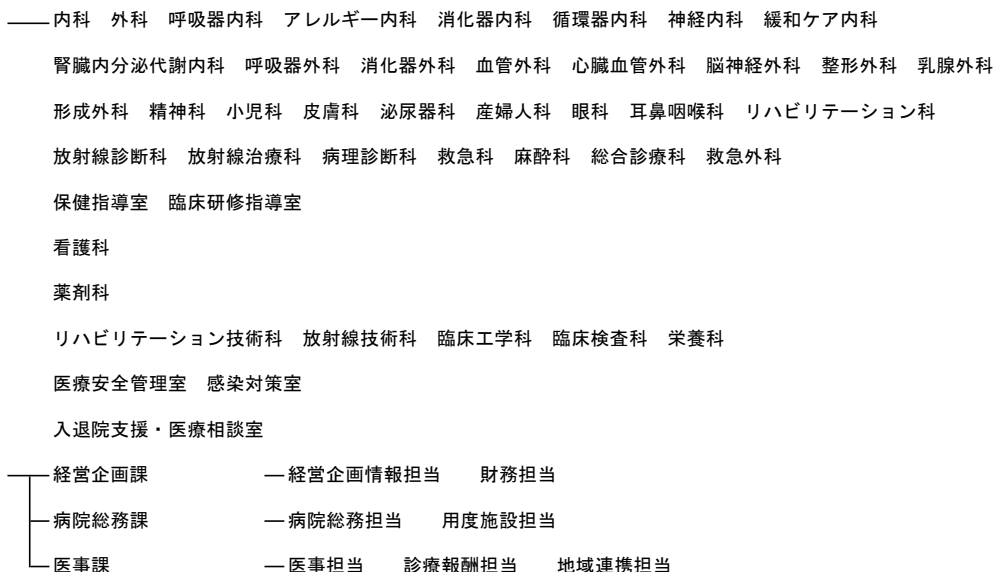 内科 外科 呼吸器内科 アレルギー内科 消化器内科 循環器内科 神経内科 緩和ケア内科
腎臓内分泌代謝内科 呼吸器外科 消化器外科 血管外科 心臓血管外科 脳神経外科 整形外科 乳腺外科
形成外科 精神科 小児科 皮膚科 泌尿器科 産婦人科 眼科 耳鼻咽喉科 リハビリテーション科
放射線診断科 放射線治療科 病理診断科 救急科 麻酔科 総合診療科 救急外科
保健指導室 臨床研修指導室
看護科
薬剤科
リハビリテーション技術科 放射線技術科 臨床工学科 臨床検査科 栄養科
医療安全管理室 感染対策室
入退院支援・医療相談室
経営企画課 経営企画情報担当 財務担当
病院総務課 病院総務担当 用度施設担当
医事課 医事担当 診療報酬担当 地域連携担当